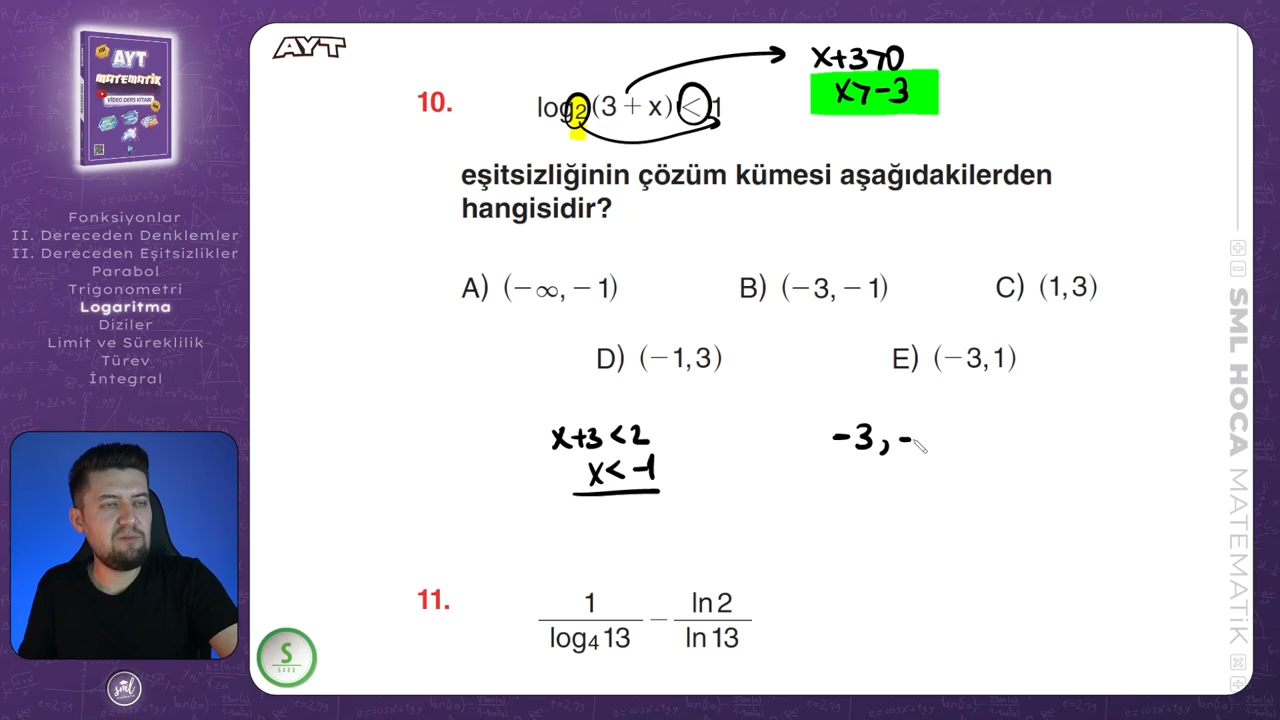 AYT
MATEMATİK
VİDEO DERS KİTABI
Fonksiyonlar
II. Dereceden Denklemler
II. Dereceden Eşitsizlikler
Parabol
Trigonometri
Logaritma
Diziler
Limit ve Süreklilik
Türev
İntegral
sml
AYT
x+3>0
x>-3
10. log₂(3 + x) < 1
eşitsizliğinin çözüm kümesi aşağıdakilerden
hangisidir?
A) (−∞, −1) B) (−3, −1) C) (1, 3)
D) (−1, 3) E) (−3, 1)
x+3<2
x<-1
-3, -
11. 1/log₄ 13 − ln 2/ln 13
S
SIZE
SML HOCA MATEMATİK